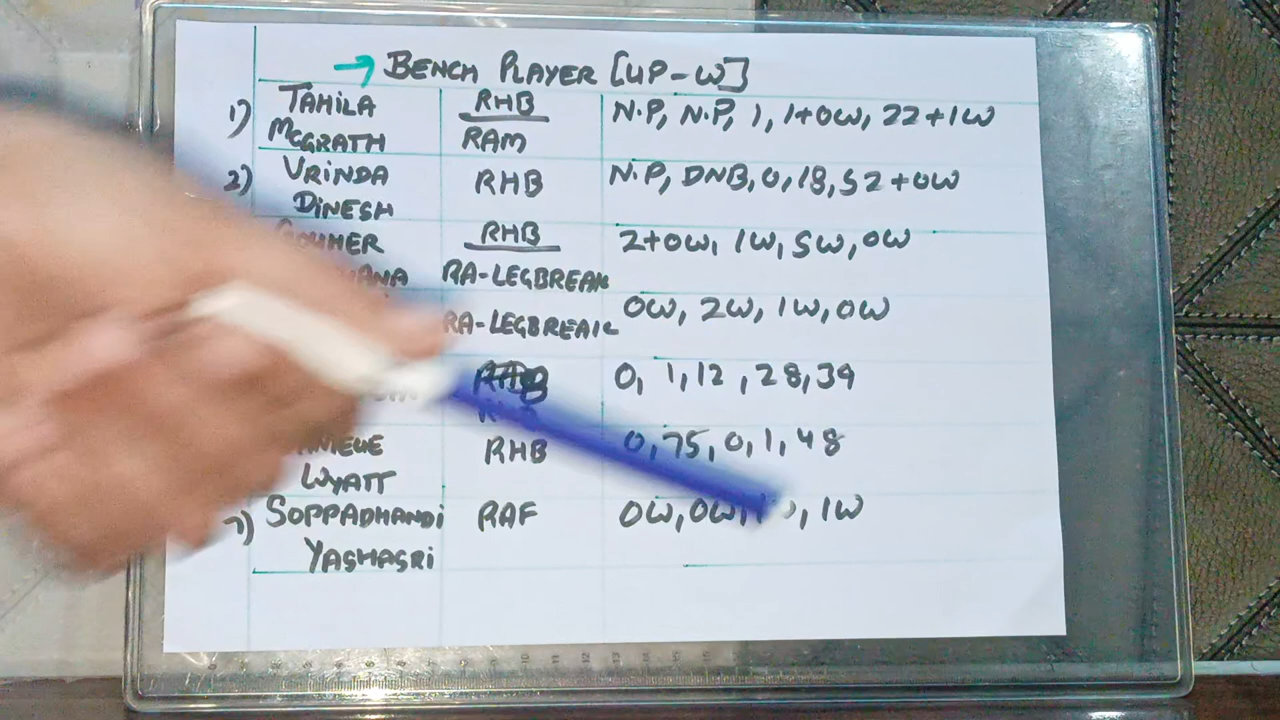 → BENCH PLAYER [UP-W]
1) TAHILA McGRATH RHB RAM N.P, N.P, 1, 1+0W, 22+1W
2) VRINDA DINESH RHB N.P, DNB, 0, 18, 52+0W
RHB RA-LEGBREAK 2+0W, 1W, 5W, 0W
RA-LEGBREAK 0W, 2W, 1W, 0W
0, 1, 12, 28, 39
WYATT RHB 0, 75, 0, 1, 48
7) SOPPADHANDI YASHASRI RAF 0W, 0W, 1W